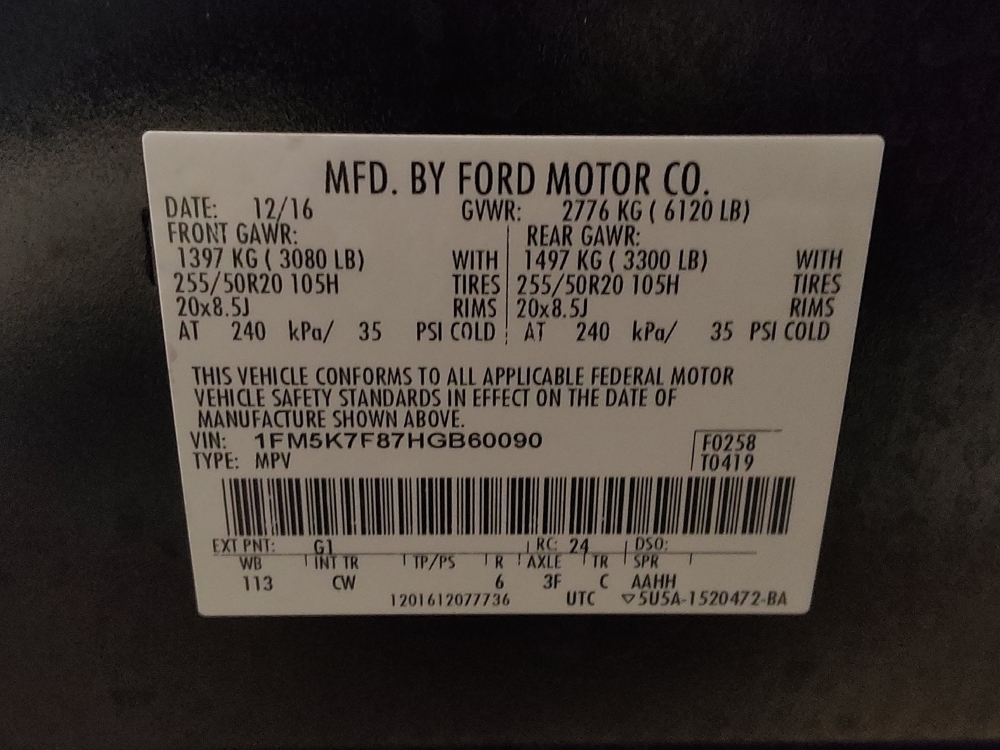 MFD. BY FORD MOTOR CO.
DATE: 12/16 GVWR: 2776 KG ( 6120 LB)
FRONT GAWR: REAR GAWR:
1397 KG ( 3080 LB) WITH 1497 KG ( 3300 LB) WITH
255/50R20 105H TIRES 255/50R20 105H TIRES
20x8.5J RIMS 20x8.5J RIMS
AT 240 kPa/ 35 PSI COLD AT 240 kPa/ 35 PSI COLD
THIS VEHICLE CONFORMS TO ALL APPLICABLE FEDERAL MOTOR
VEHICLE SAFETY STANDARDS IN EFFECT ON THE DATE OF
MANUFACTURE SHOWN ABOVE.
VIN: 1FM5K7F87HGB60090 F0258
TYPE: MPV T0419
EXT PNT: G1 RC: 24 DSO:
WB INT TR TP/PS R AXLE TR SPR
113 CW 6 3F C AAHH
1201612077736 UTC ▽5U5A-1520472-BA